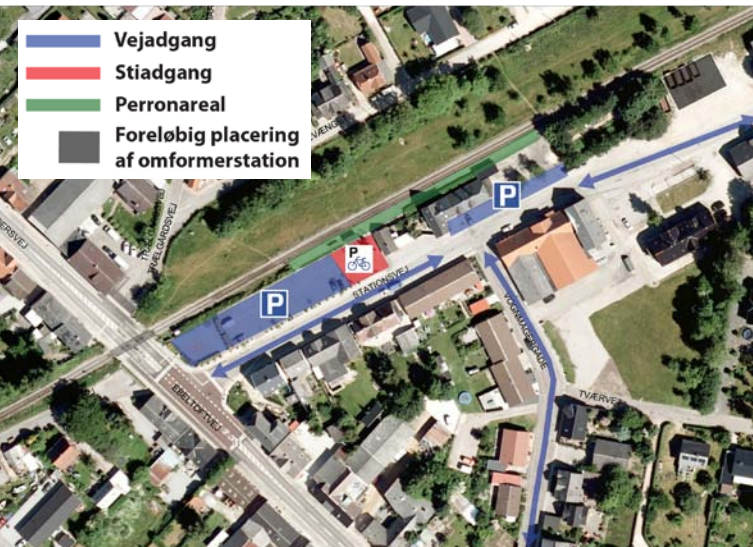 Vejadgang
Stiadgang
Perronareal
Foreløbig placering
af omformerstation
P
P
P
STATIONSVEJ
EBELTOFTVEJ
TVÆRVEJ